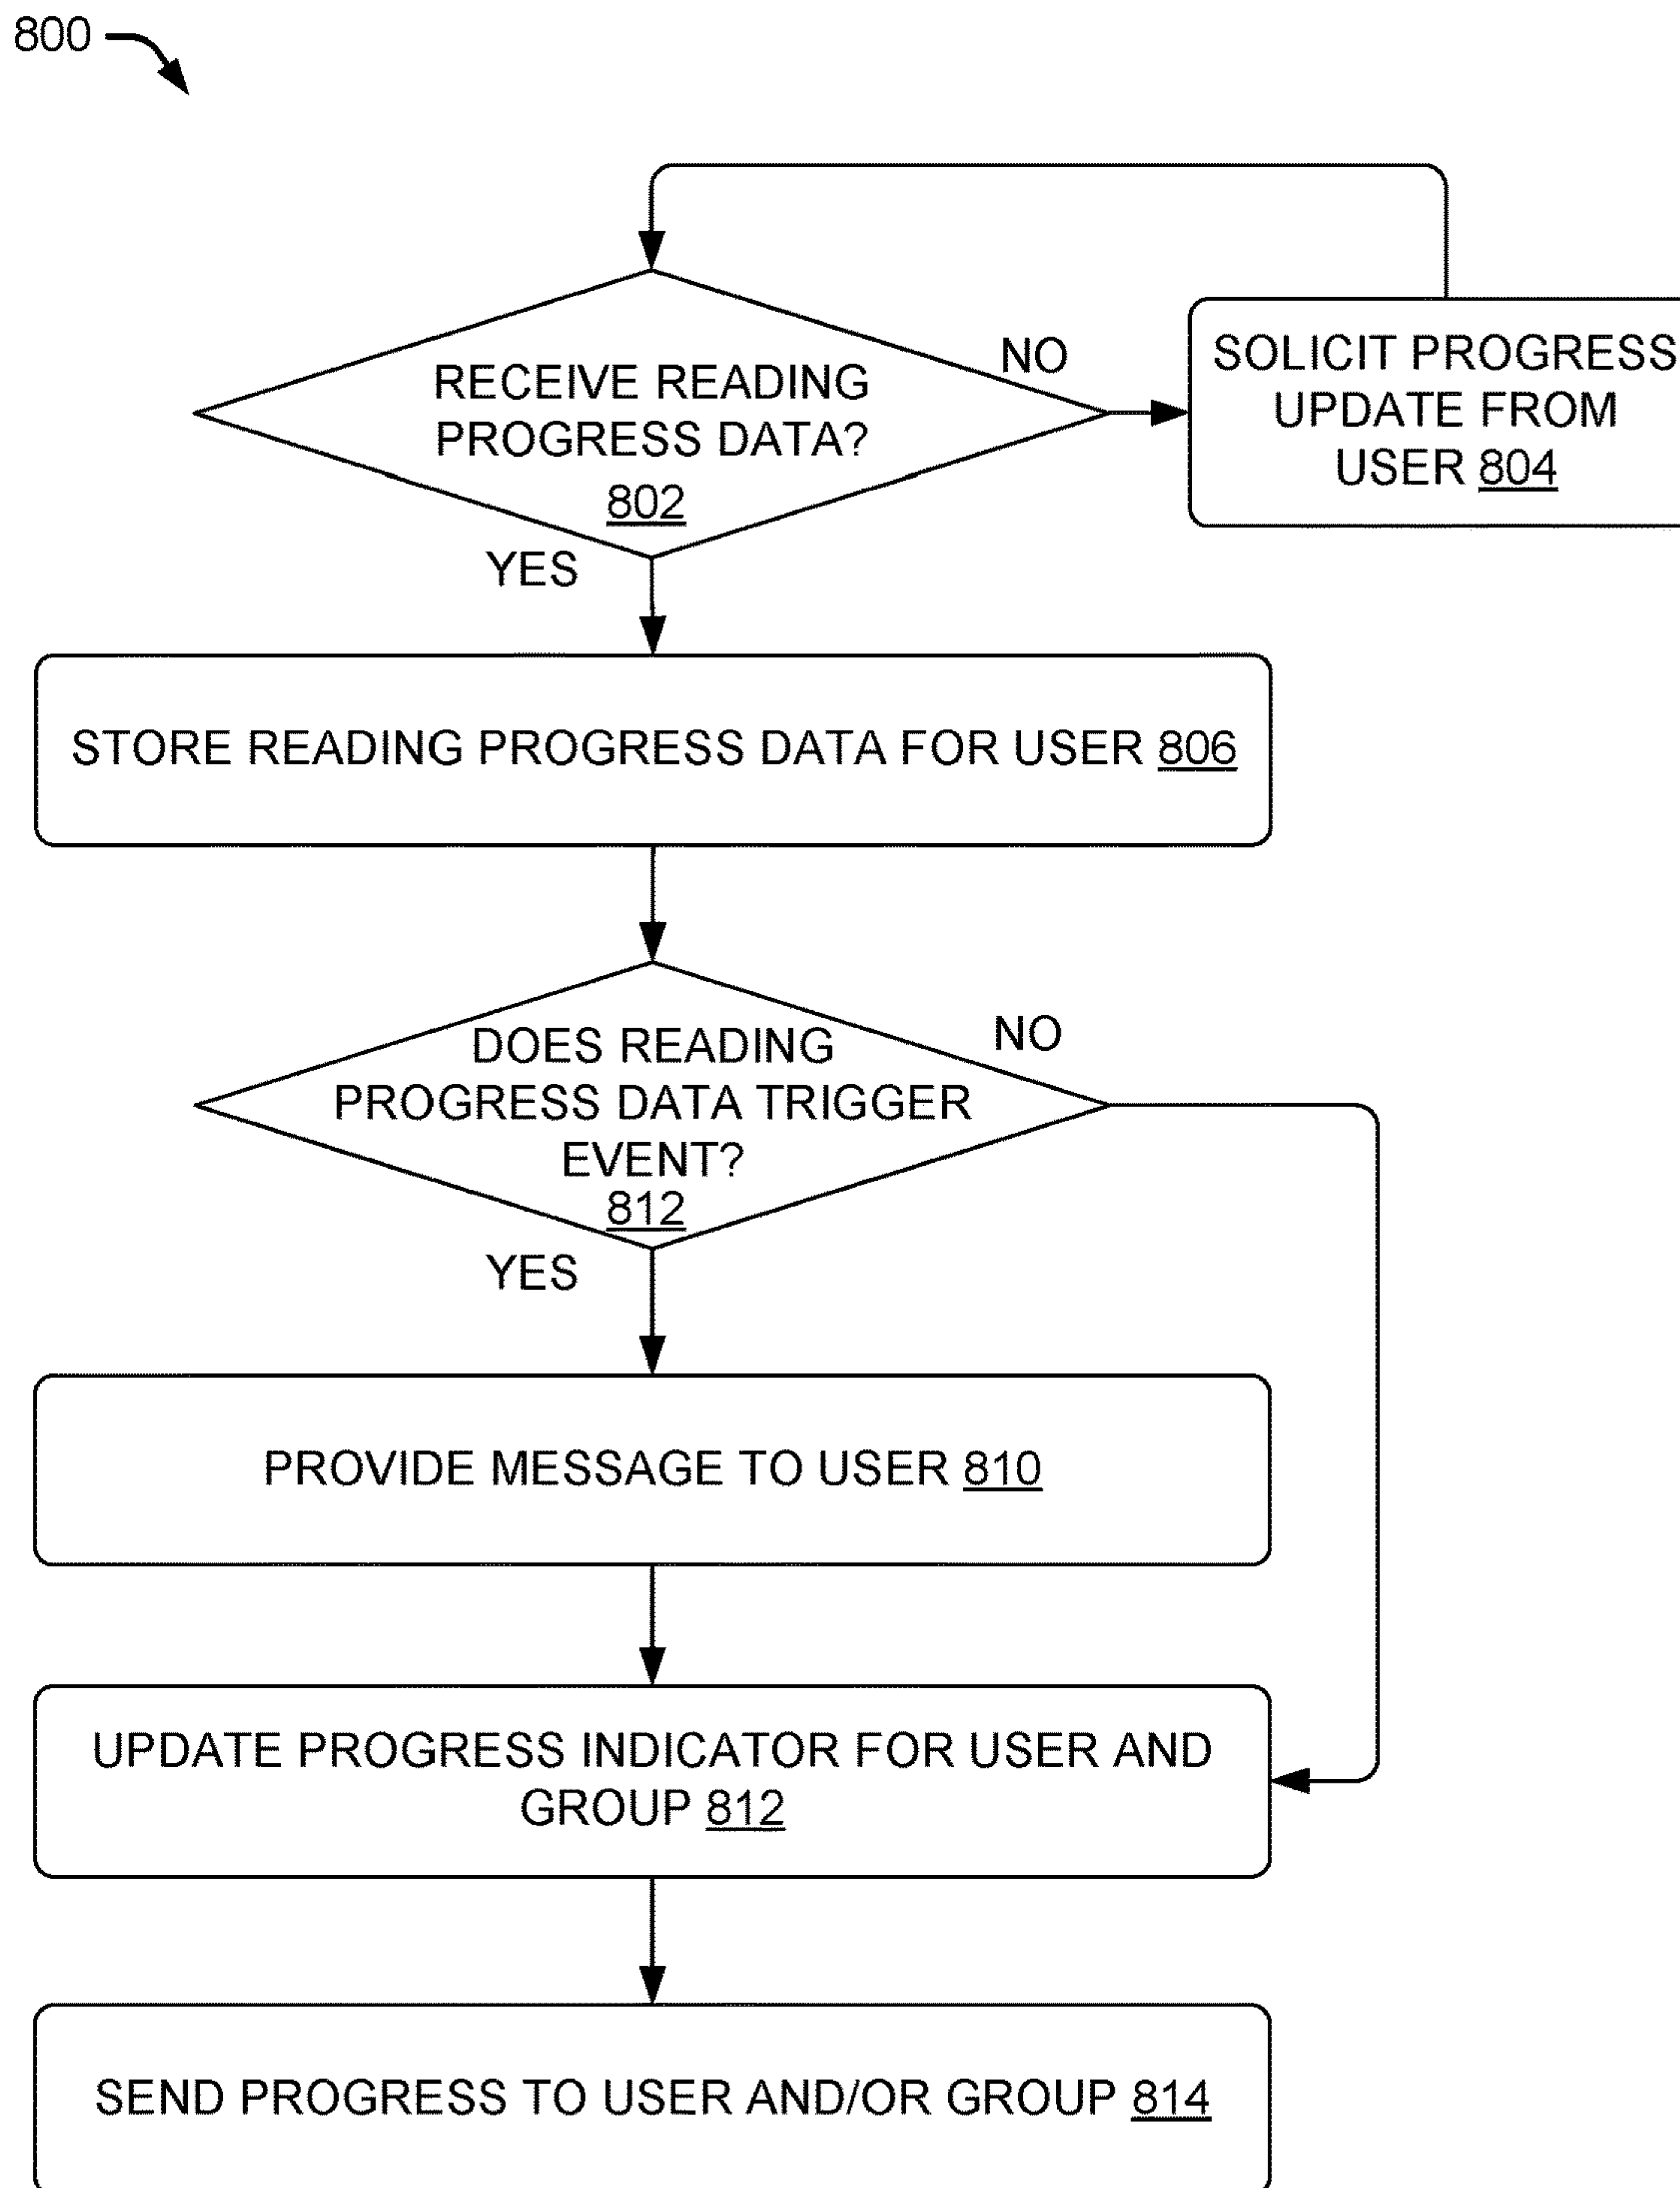 800
RECEIVE READING
PROGRESS DATA?
802
NO
SOLICIT PROGRESS
UPDATE FROM
USER 804
YES
STORE READING PROGRESS DATA FOR USER 806
DOES READING
PROGRESS DATA TRIGGER
EVENT?
812
NO
YES
PROVIDE MESSAGE TO USER 810
UPDATE PROGRESS INDICATOR FOR USER AND
GROUP 812
SEND PROGRESS TO USER AND/OR GROUP 814